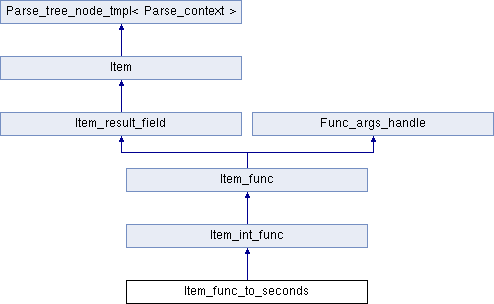 Parse_tree_node_tmpl< Parse_context >
Item
Item_result_field
Func_args_handle
Item_func
Item_int_func
Item_func_to_seconds